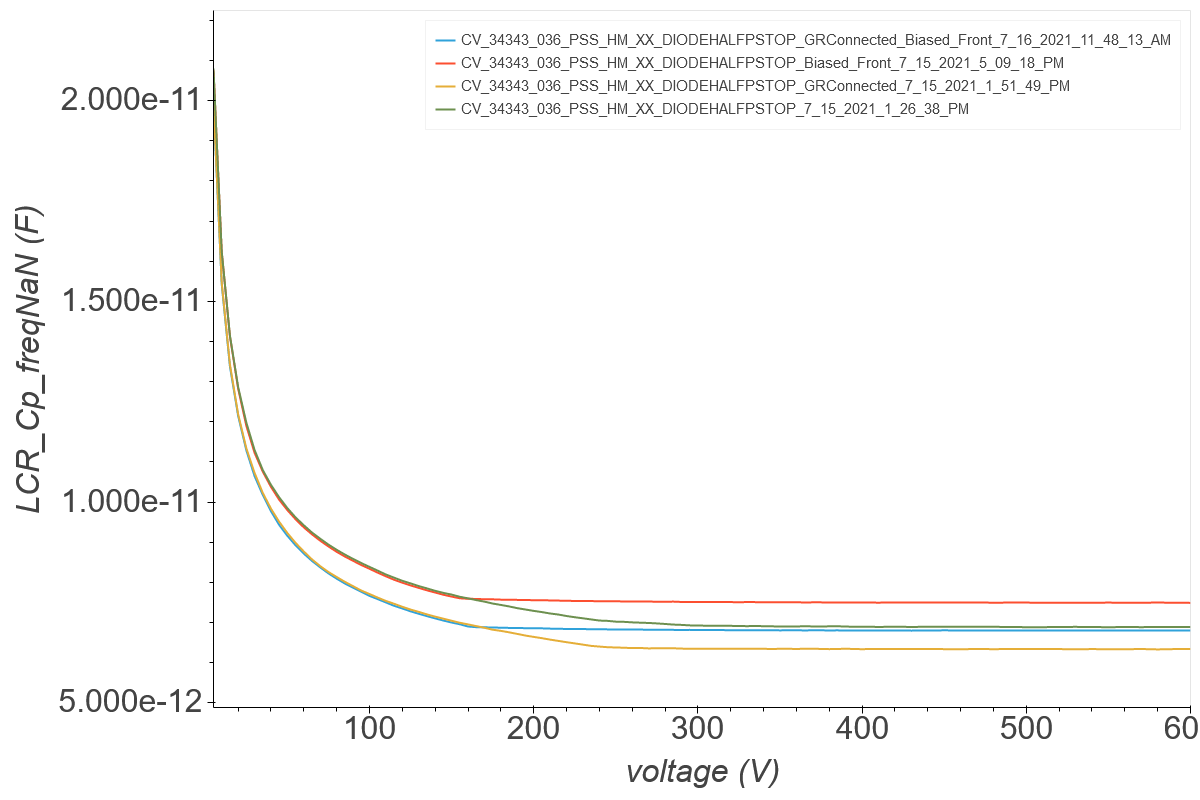 CV_34343_036_PSS_HM_XX_DIODEHALFPSTOP_GRConnected_Biased_Front_7_16_2021_11_48_13_AM
CV_34343_036_PSS_HM_XX_DIODEHALFPSTOP_Biased_Front_7_15_2021_5_09_18_PM
CV_34343_036_PSS_HM_XX_DIODEHALFPSTOP_GRConnected_7_15_2021_1_51_49_PM
CV_34343_036_PSS_HM_XX_DIODEHALFPSTOP_7_15_2021_1_26_38_PM
LCR_Cp_freqNaN (F)
2.000e-11
1.500e-11
1.000e-11
5.000e-12
100 200 300 400 500 60
voltage (V)